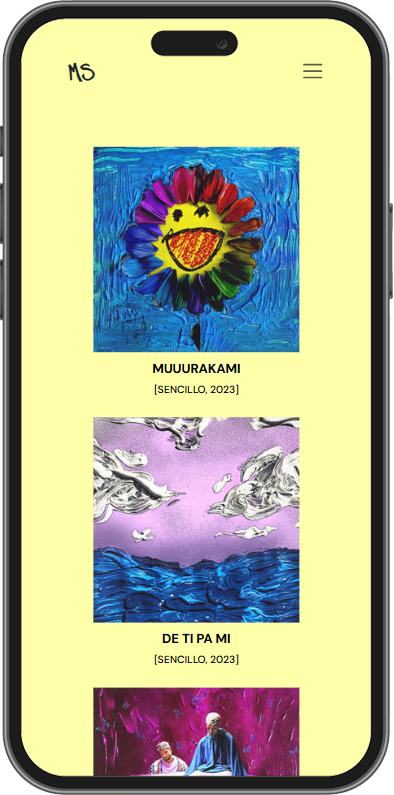 MS
MUUURAKAMI
[SENCILLO, 2023]
DE TI PA MI
[SENCILLO, 2023]